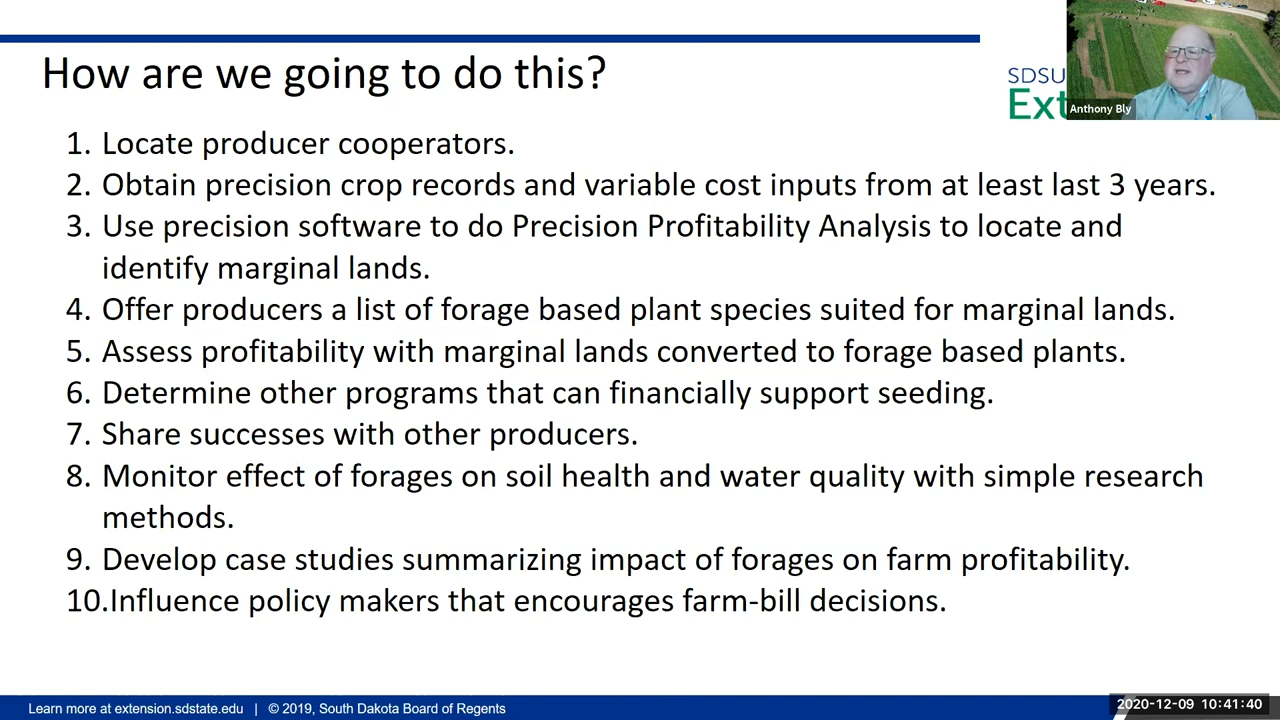 How are we going to do this?
SDSU
Ext
Anthony Bly
1. Locate producer cooperators.
2. Obtain precision crop records and variable cost inputs from at least last 3 years.
3. Use precision software to do Precision Profitability Analysis to locate and
identify marginal lands.
4. Offer producers a list of forage based plant species suited for marginal lands.
5. Assess profitability with marginal lands converted to forage based plants.
6. Determine other programs that can financially support seeding.
7. Share successes with other producers.
8. Monitor effect of forages on soil health and water quality with simple research
methods.
9. Develop case studies summarizing impact of forages on farm profitability.
10.Influence policy makers that encourages farm-bill decisions.
Learn more at extension.sdstate.edu | © 2019, South Dakota Board of Regents
2020-12-09 10:41:40